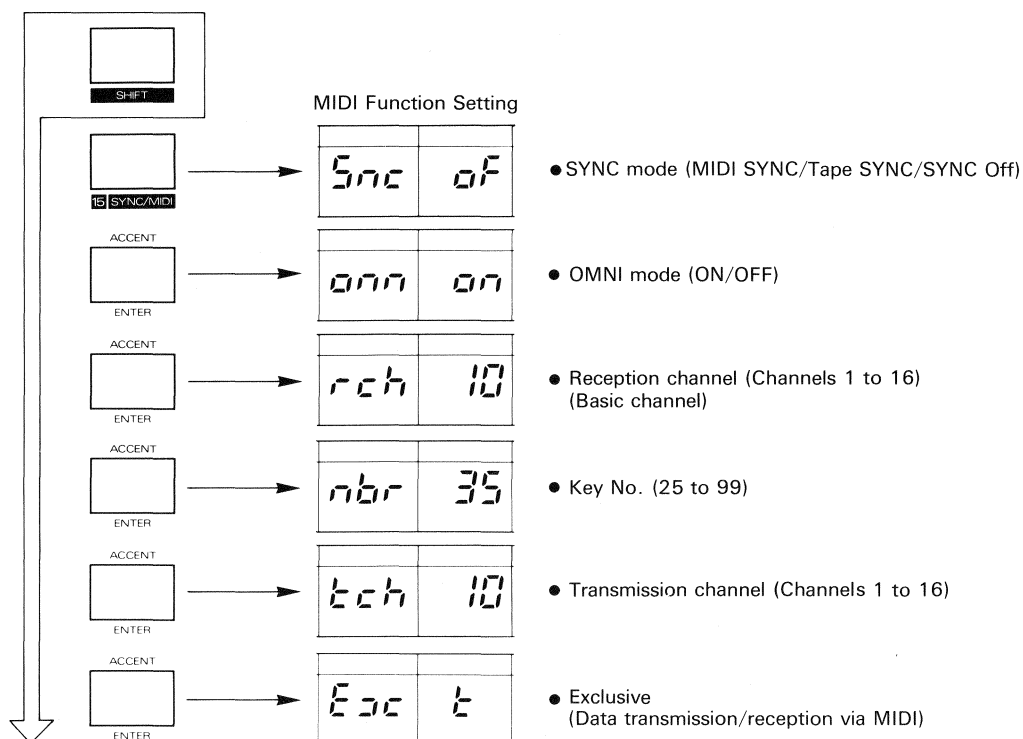 SHIFT
MIDI Function Setting
15 SYNC/MIDI
Snc oF
● SYNC mode (MIDI SYNC/Tape SYNC/SYNC Off)
ACCENT
ENTER
onn on
● OMNI mode (ON/OFF)
ACCENT
ENTER
rch 10
● Reception channel (Channels 1 to 16)
(Basic channel)
ACCENT
ENTER
nbr 35
● Key No. (25 to 99)
ACCENT
ENTER
tch 10
● Transmission channel (Channels 1 to 16)
ACCENT
ENTER
Esc t
● Exclusive
(Data transmission/reception via MIDI)